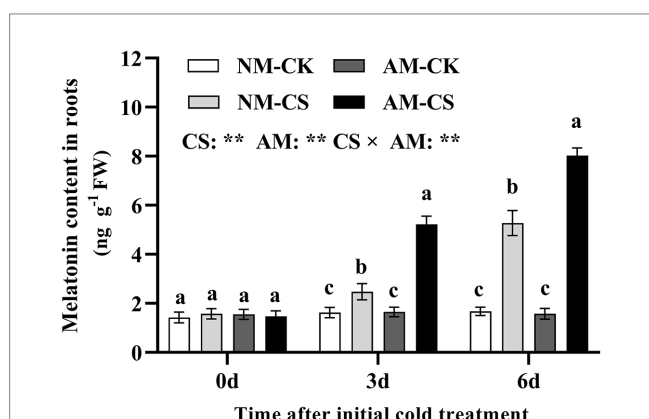 Melatonin content in roots
(ng g⁻¹ FW)
12
10
8
6
4
2
0
NM-CK AM-CK
NM-CS AM-CS
CS: ** AM: ** CS × AM: **
a a a a
c b c a
c b c a
0d 3d 6d
Time after initial cold treatment